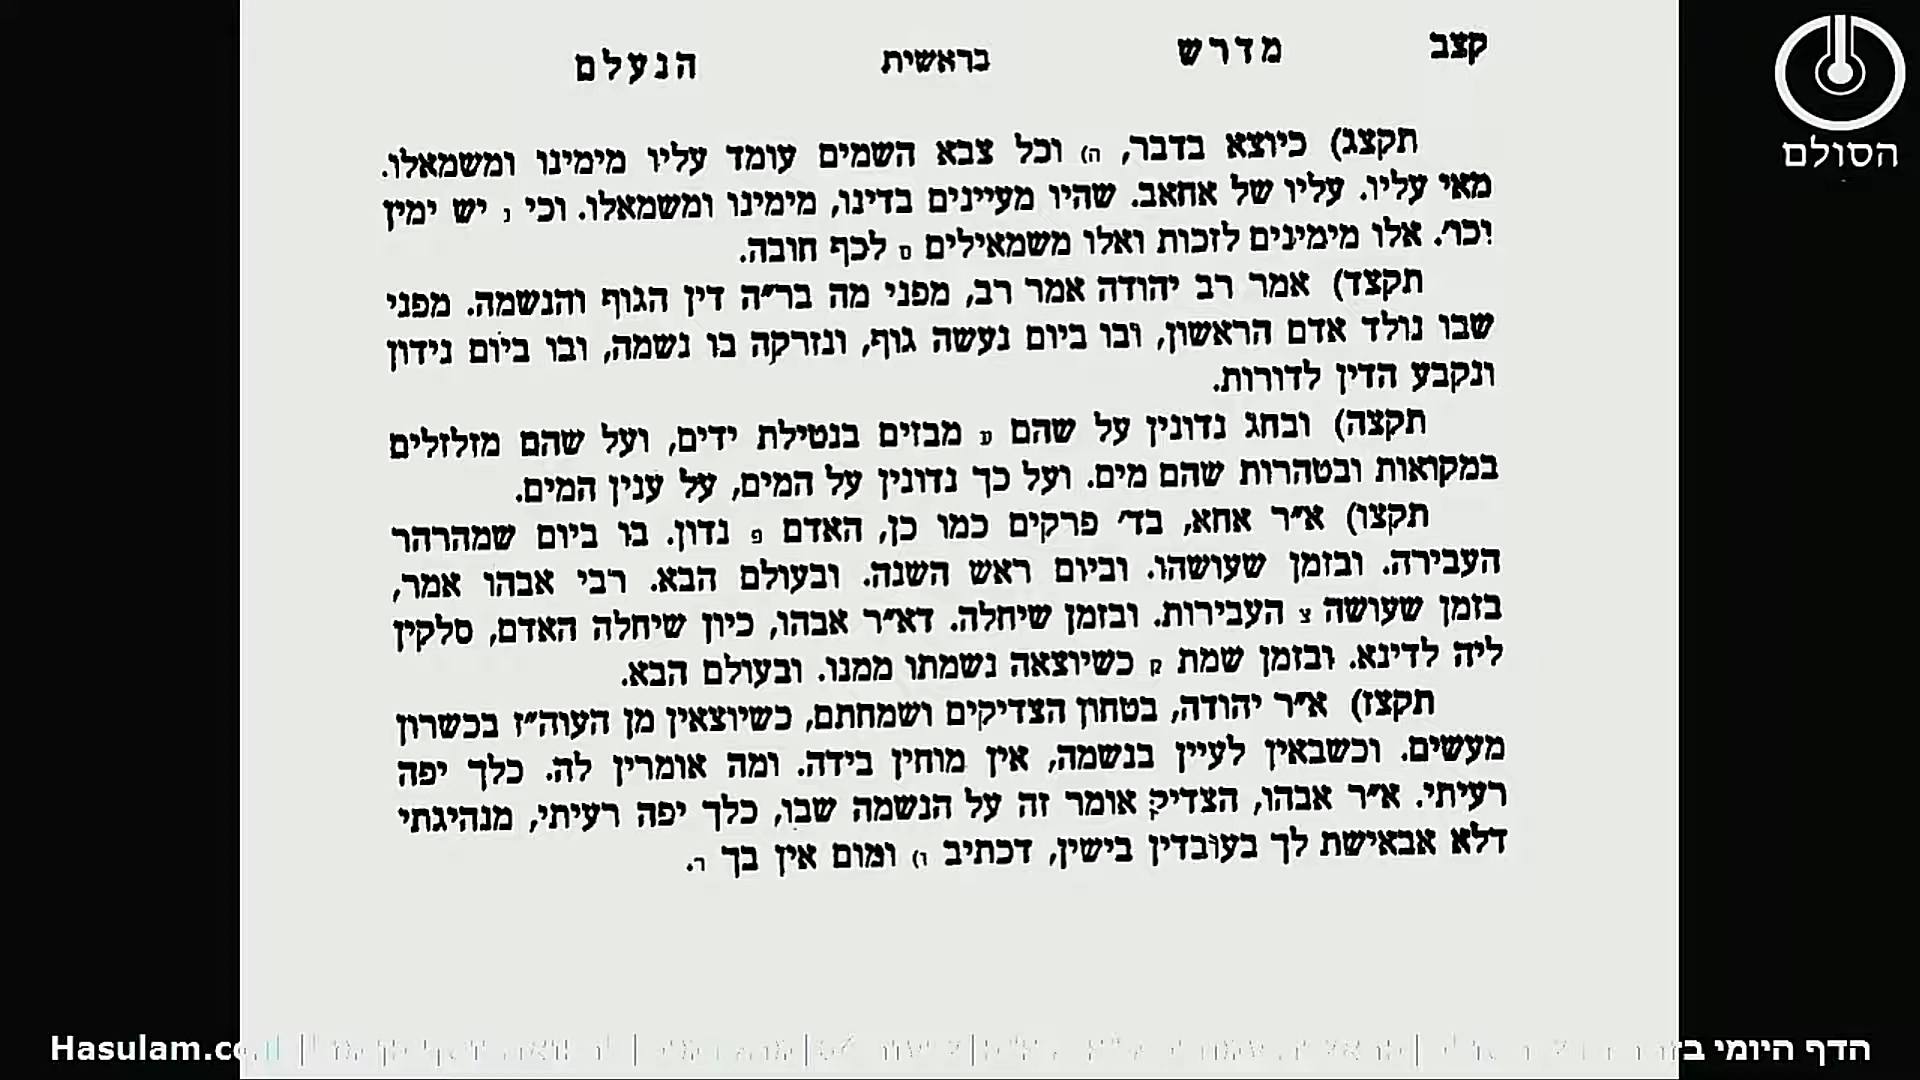 קצב מדרש בראשית הנעלם
הסולם
תקצג) כיוצא בדבר, ה) וכל צבא השמים עומד עליו מימינו ומשמאלו.
מאי עליו. עליו של אחאב. שהיו מעיינים בדינו, מימינו ומשמאלו. וכי נ יש ימין
וכו׳. אלו מימינים לזכות ואלו משמאילים ס לכף חובה.
תקצד) אמר רב יהודה אמר רב, מפני מה בר״ה דין הגוף והנשמה. מפני
שבו נולד אדם הראשון, ובו ביום נעשה גוף, ונזרקה בו נשמה, ובו ביום נידון
ונקבע הדין לדורות.
תקצה) ובחג נדונין על שהם ע מבזים בנטילת ידים, ועל שהם מזלזלים
במקואות ובטהרות שהם מים. ועל כך נדונין על המים, על ענין המים.
תקצו) א״ר אחא, בד׳ פרקים כמו כן, האדם פ נדון. בו ביום שמהרהר
העבירה. ובזמן שעושהו. וביום ראש השנה. ובעולם הבא. רבי אבהו אמר,
בזמן שעושה צ העבירות. ובזמן שיחלה. דא״ר אבהו, כיון שיחלה האדם, סלקין
ליה לדינא. ובזמן שמת ק כשיוצאה נשמתו ממנו. ובעולם הבא.
תקצז) א״ר יהודה, בטחון הצדיקים ושמחתם, כשיוצאין מן העוה״ז בכשרון
מעשים. וכשבאין לעיין בנשמה, אין מוחין בידה. ומה אומרין לה. כלך יפה
רעיתי. א״ר אבהו, הצדיק אומר זה על הנשמה שבו, כלך יפה רעיתי, מנהיגתי
דלא אבאישת לך בעובדין בישין, דכתיב ו) ומום אין בך ר.
הדף היומי Hasulam.co